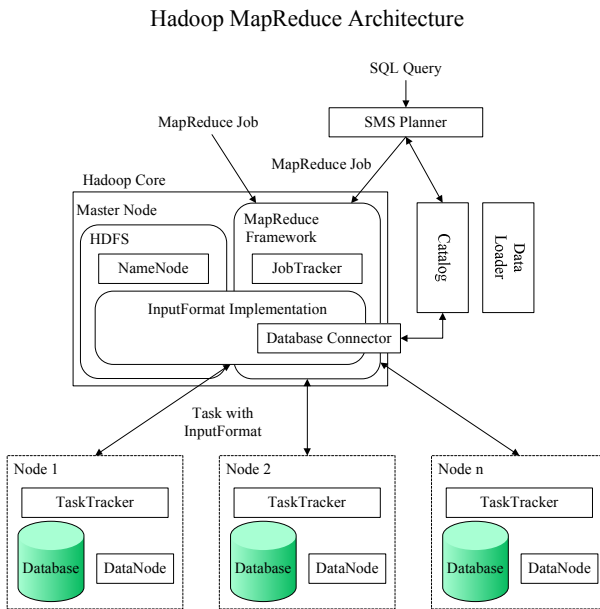 Hadoop MapReduce Architecture
SQL Query
SMS Planner
MapReduce Job
MapReduce Job
Hadoop Core
Master Node
HDFS
NameNode
MapReduce
Framework
JobTracker
InputFormat Implementation
Database Connector
Catalog
Data
Loader
Task with
InputFormat
Node 1
TaskTracker
Database
DataNode
Node 2
TaskTracker
Database
DataNode
Node n
TaskTracker
Database
DataNode